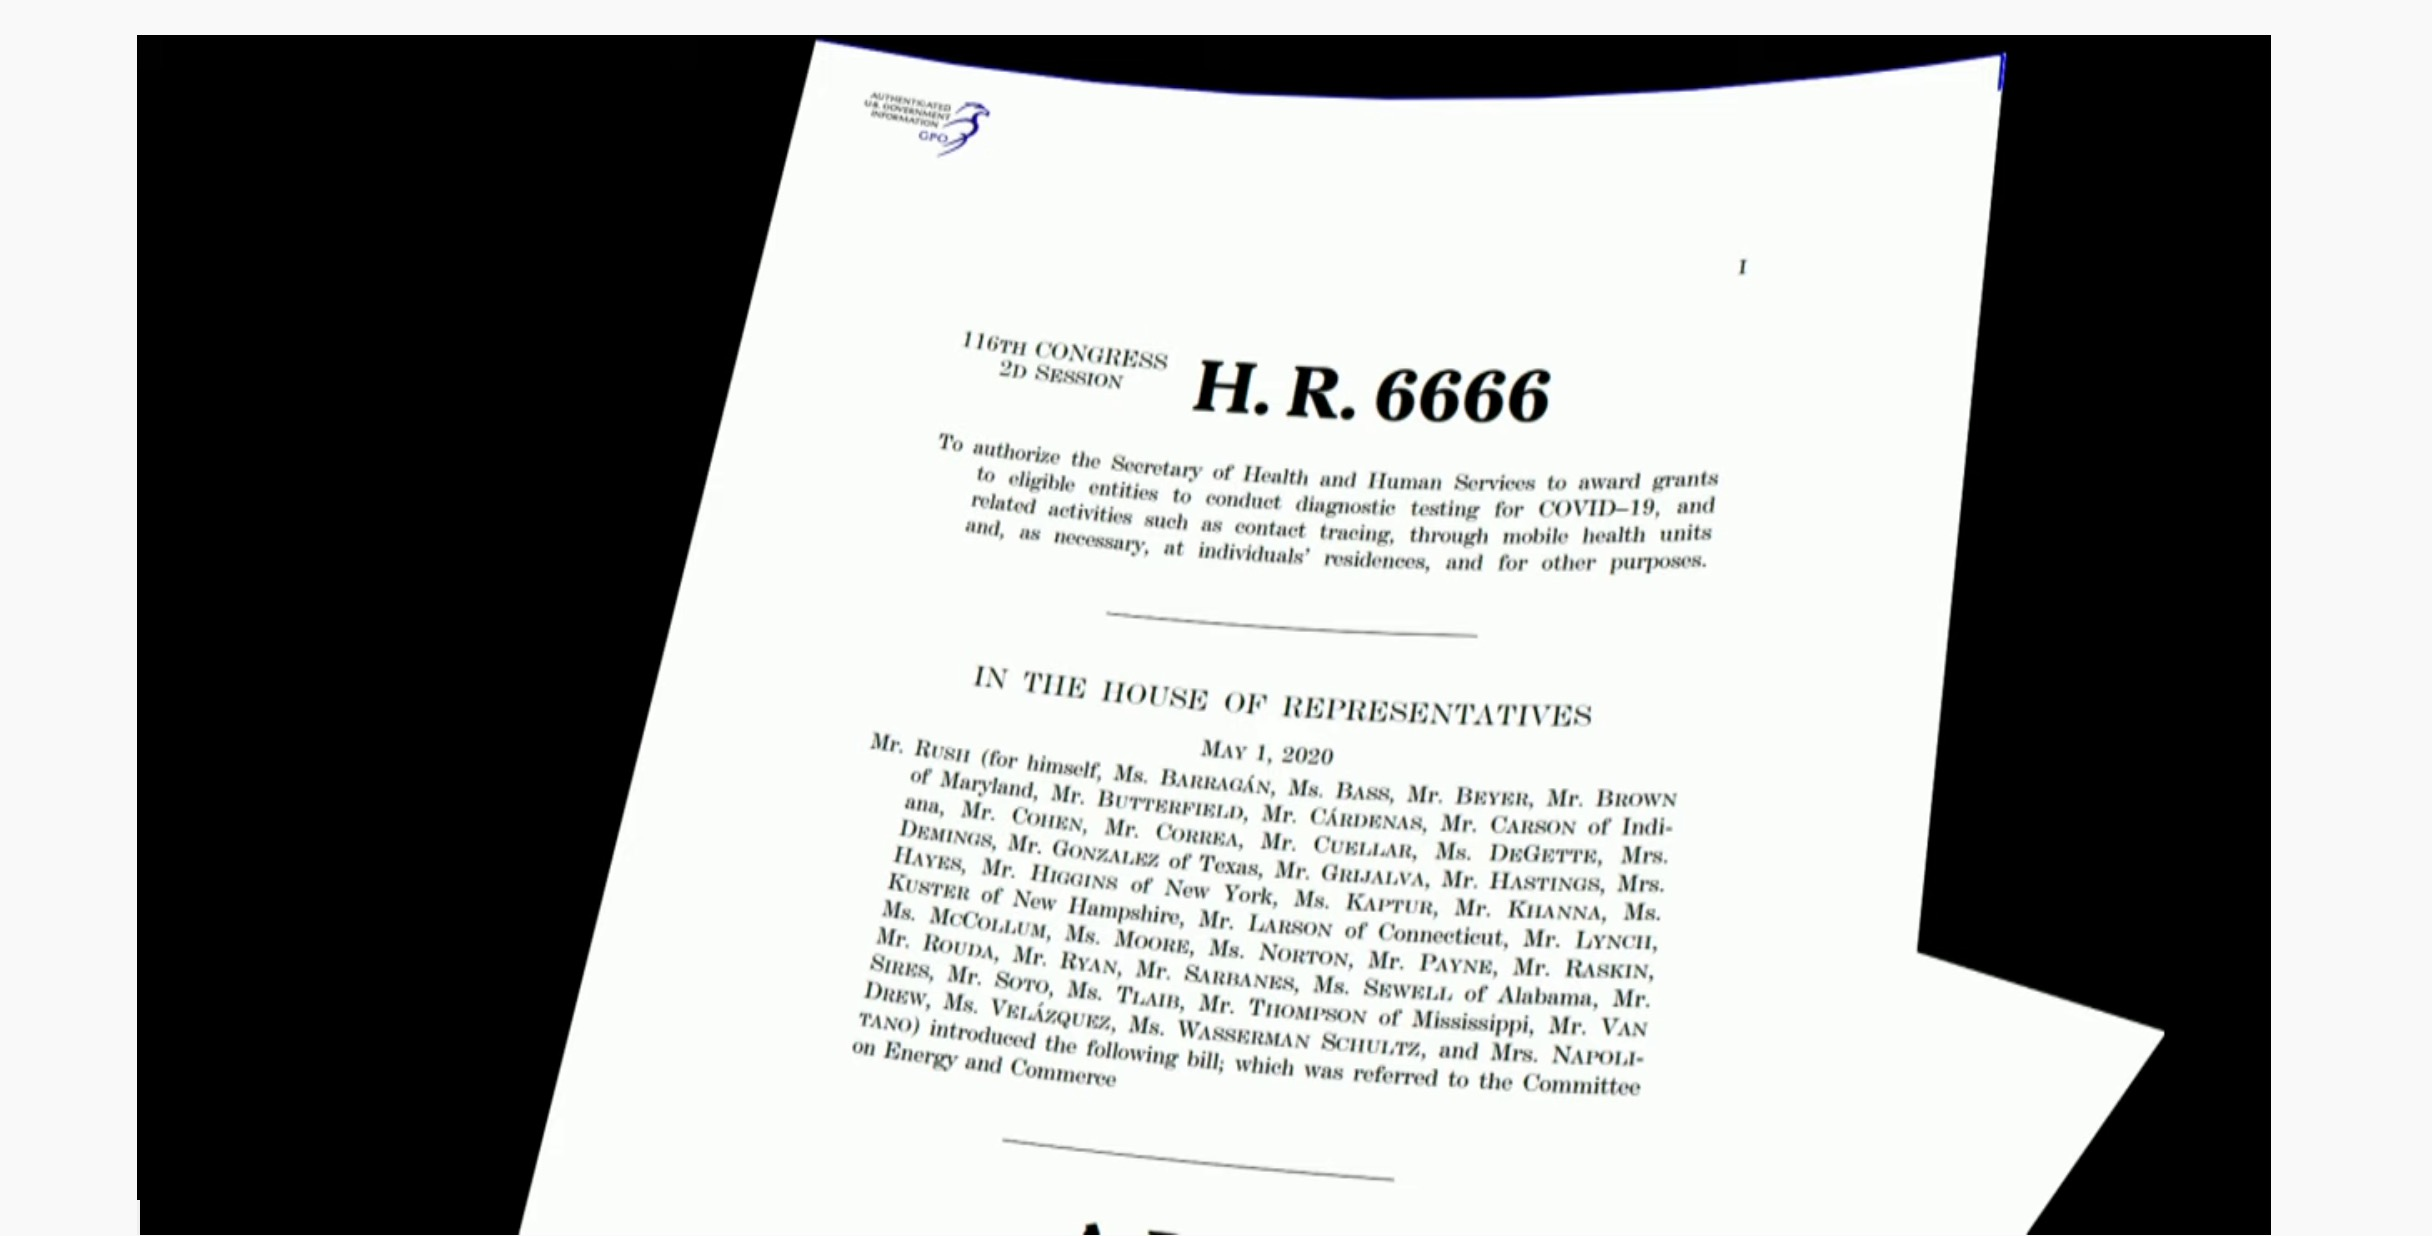 AUTHENTICATED
U.S. GOVERNMENT
INFORMATION
GPO
I
116TH CONGRESS
2D SESSION
H. R. 6666
To authorize the Secretary of Health and Human Services to award grants
to eligible entities to conduct diagnostic testing for COVID–19, and
related activities such as contact tracing, through mobile health units
and, as necessary, at individuals’ residences, and for other purposes.
IN THE HOUSE OF REPRESENTATIVES
MAY 1, 2020
Mr. RUSH (for himself, Ms. BARRAGÁN, Ms. BASS, Mr. BEYER, Mr. BROWN
of Maryland, Mr. BUTTERFIELD, Mr. CÁRDENAS, Mr. CARSON of Indi-
ana, Mr. COHEN, Mr. CORREA, Mr. CUELLAR, Ms. DEGETTE, Mrs.
DEMINGS, Mr. GONZALEZ of Texas, Mr. GRIJALVA, Mr. HASTINGS, Mrs.
HAYES, Mr. HIGGINS of New York, Ms. KAPTUR, Mr. KHANNA, Ms.
KUSTER of New Hampshire, Mr. LARSON of Connecticut, Mr. LYNCH,
Ms. MCCOLLUM, Ms. MOORE, Ms. NORTON, Mr. PAYNE, Mr. RASKIN,
Mr. ROUDA, Mr. RYAN, Mr. SARBANES, Ms. SEWELL of Alabama, Mr.
SIRES, Mr. SOTO, Ms. TLAIB, Mr. THOMPSON of Mississippi, Mr. VAN
DREW, Ms. VELÁZQUEZ, Ms. WASSERMAN SCHULTZ, and Mrs. NAPOLI-
TANO) introduced the following bill; which was referred to the Committee
on Energy and Commerce